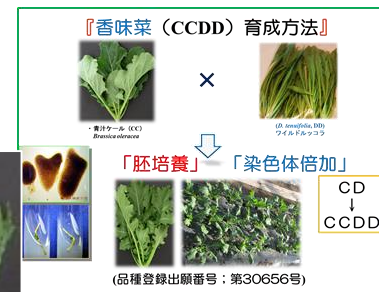 『香味菜（CCDD）育成方法』
・青汁ケール（CC）
Brassica oleracea
×
(D. tenuifolia, DD)
ワイルドルッコラ
「胚培養」 「染色体倍加」
CD
↓
CCDD
(品種登録出願番号；第30656号)